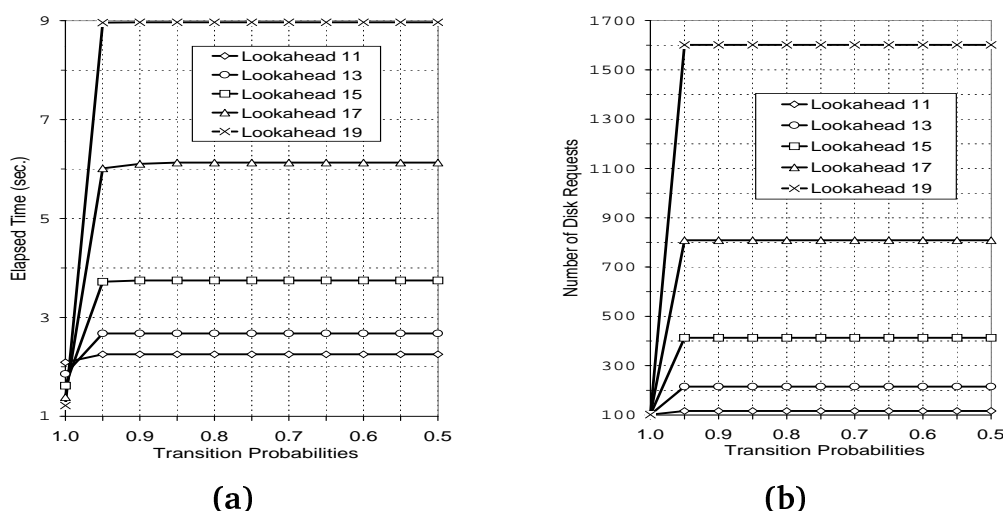 9
7
5
3
1
Elapsed Time (sec.)
Lookahead 11
Lookahead 13
Lookahead 15
Lookahead 17
Lookahead 19
1.0 0.9 0.8 0.7 0.6 0.5
Transition Probabilities
(a)
1700
1500
1300
1100
900
700
500
300
100
Number of Disk Requests
Lookahead 11
Lookahead 13
Lookahead 15
Lookahead 17
Lookahead 19
1.0 0.9 0.8 0.7 0.6 0.5
Transition Probabilities
(b)